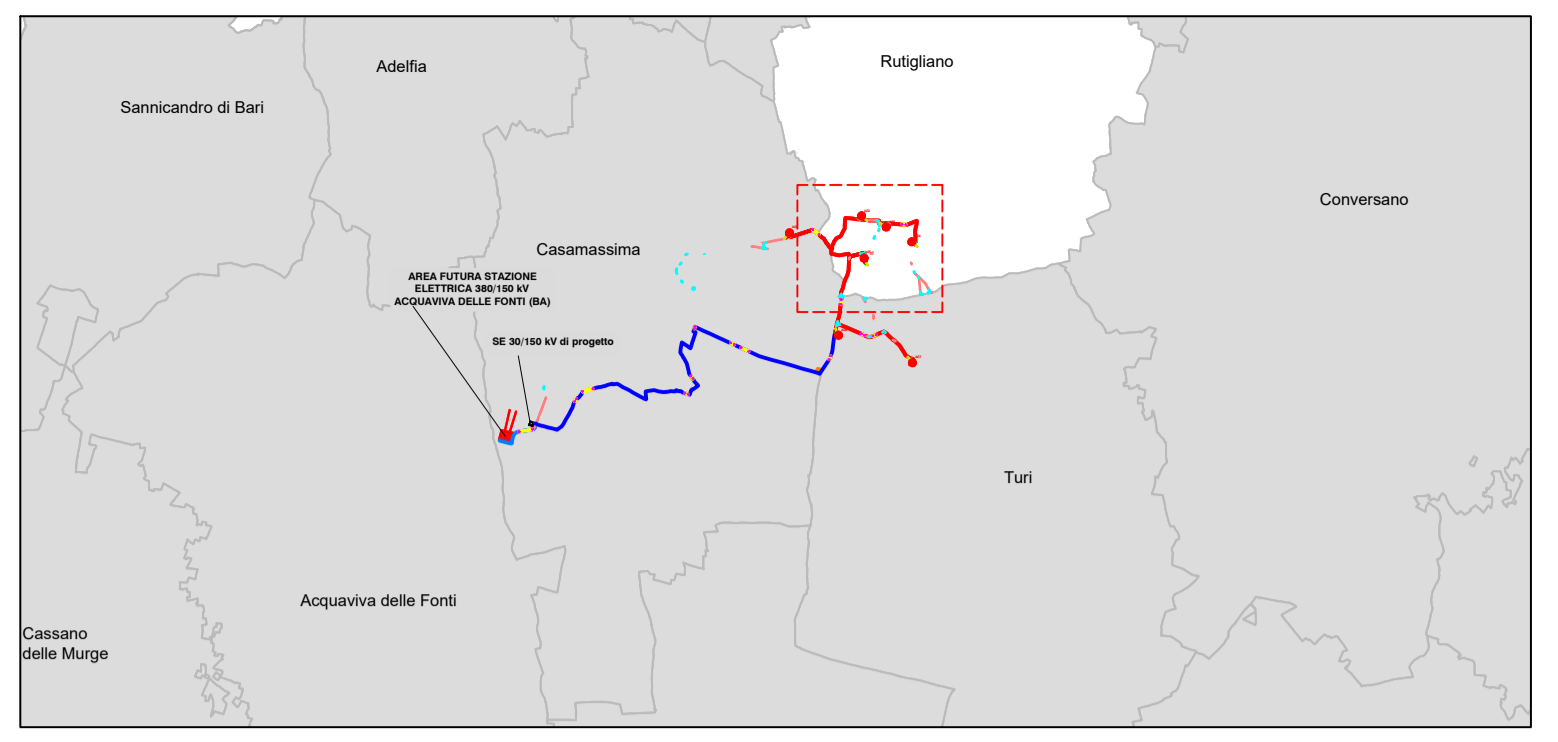 Rutigliano
Adelfia
Sannicandro di Bari
Conversano
Casamassima
AREA FUTURA STAZIONE
ELETTRICA 380/150 kV
ACQUAVIVA DELLE FONTI (BA)
SE 30/150 kV di progetto
Turi
Acquaviva delle Fonti
Cassano
delle Murge